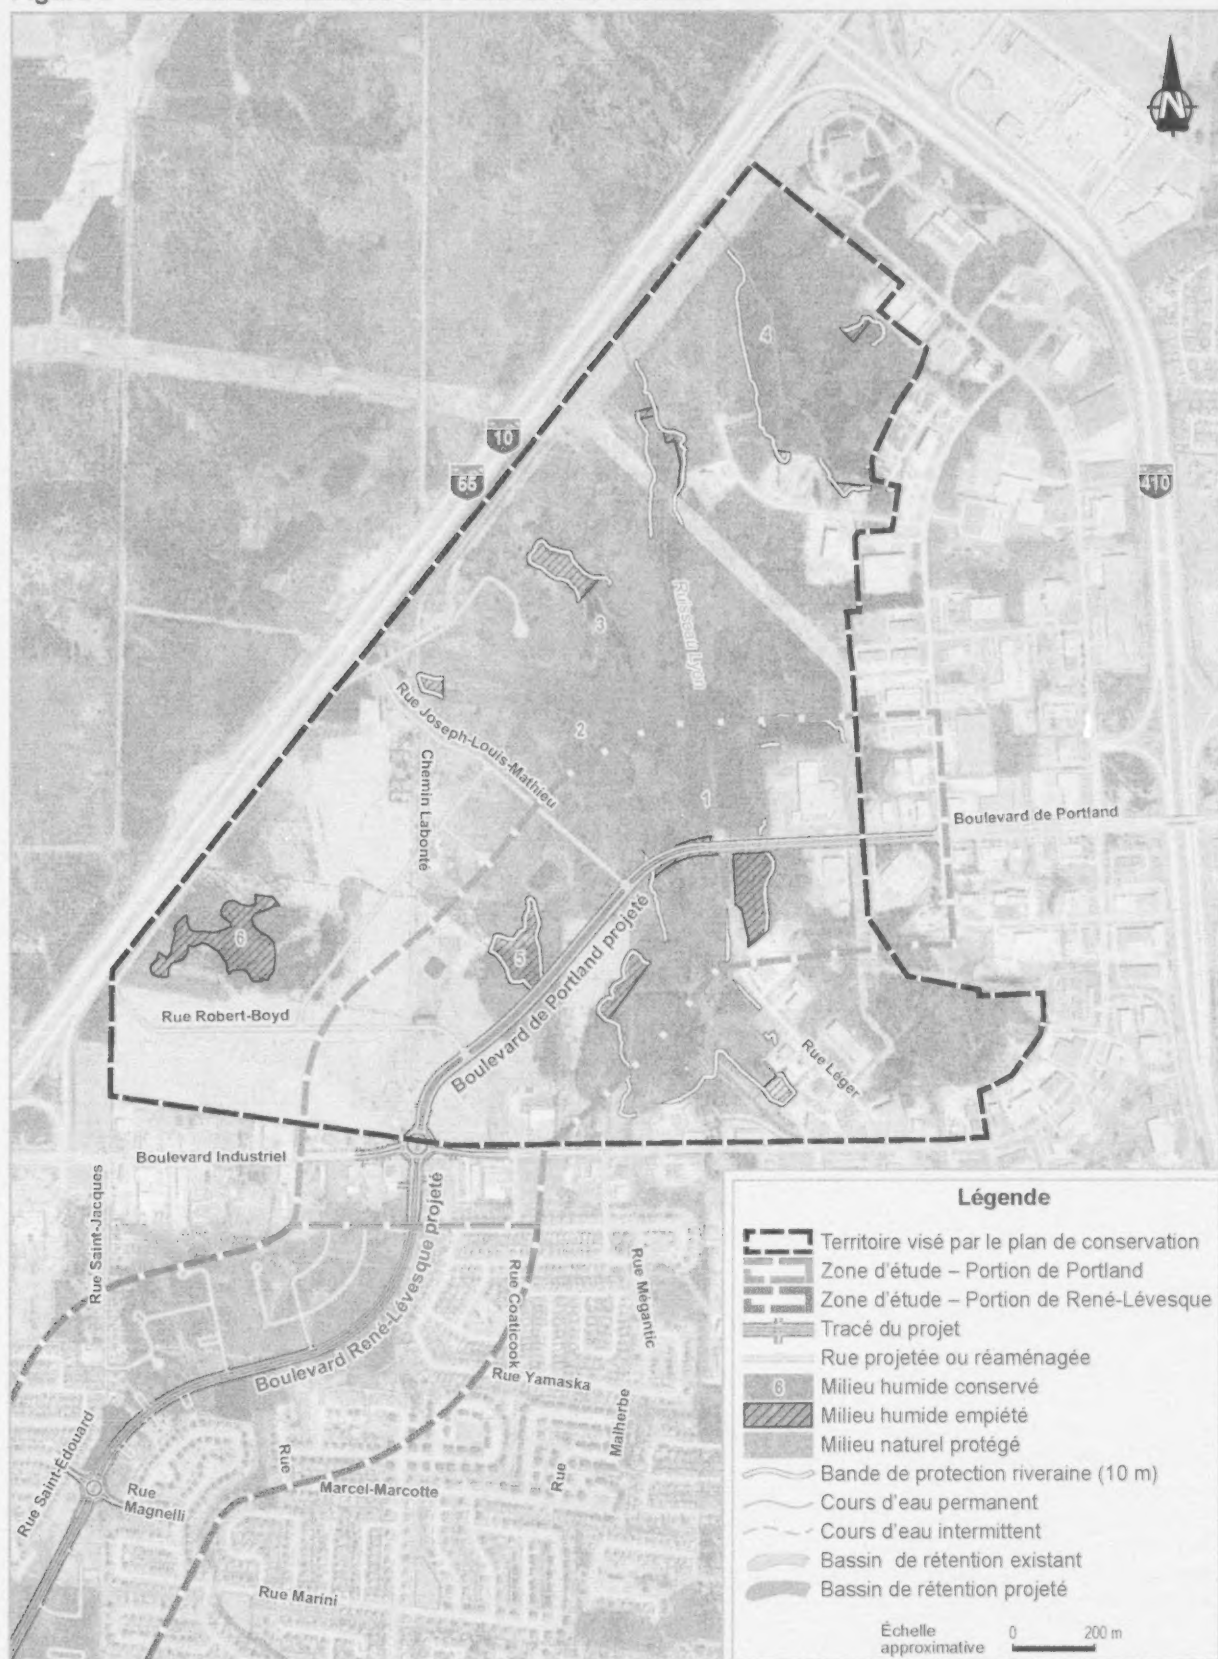 N
4
10
55
410
3
Ruisseau Lyon
2
Rue Joseph-Louis-Mathieu
Chemin Labonté
1
Boulevard de Portland
6
5
Boulevard de Portland projeté
Rue Robert-Boyd
Rue Léger
Boulevard Industriel
Rue Saint-Jacques
Boulevard René-Lévesque projeté
Rue Coaticook
Rue Mégantic
Rue Yamaska
Rue Saint-Édouard
Rue
Malherbe
Rue
Marcel-Marcotte
Rue
Magnelli
Rue Marini
Légende
Territoire visé par le plan de conservation
Zone d'étude – Portion de Portland
Zone d'étude – Portion de René-Lévesque
Tracé du projet
Rue projetée ou réaménagée
6 Milieu humide conservé
Milieu humide empiété
Milieu naturel protégé
Bande de protection riveraine (10 m)
Cours d'eau permanent
Cours d'eau intermittent
Bassin de rétention existant
Bassin de rétention projeté
Échelle
approximative
0 200 m